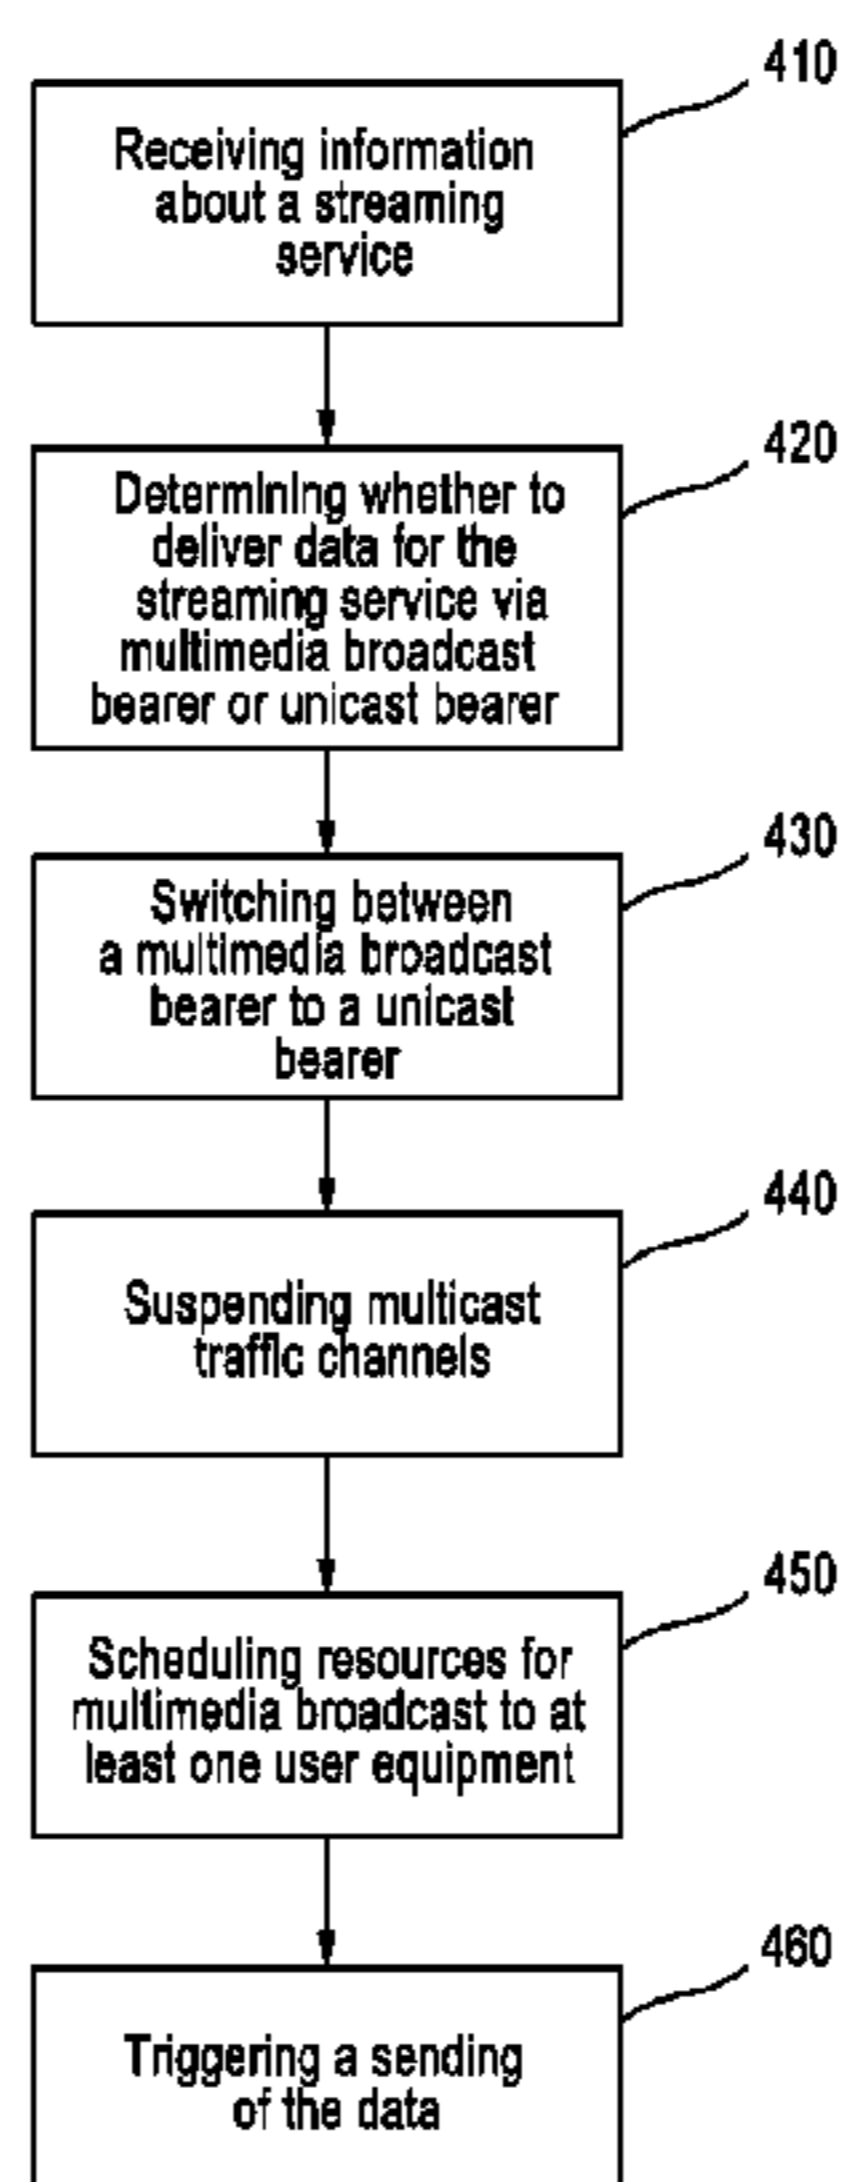 410
Receiving information
about a streaming
service
420
Determining whether to
deliver data for the
streaming service via
multimedia broadcast
bearer or unicast bearer
430
Switching between
a multimedia broadcast
bearer to a unicast
bearer
440
Suspending multicast
traffic channels
450
Scheduling resources for
multimedia broadcast to at
least one user equipment
460
Triggering a sending
of the data